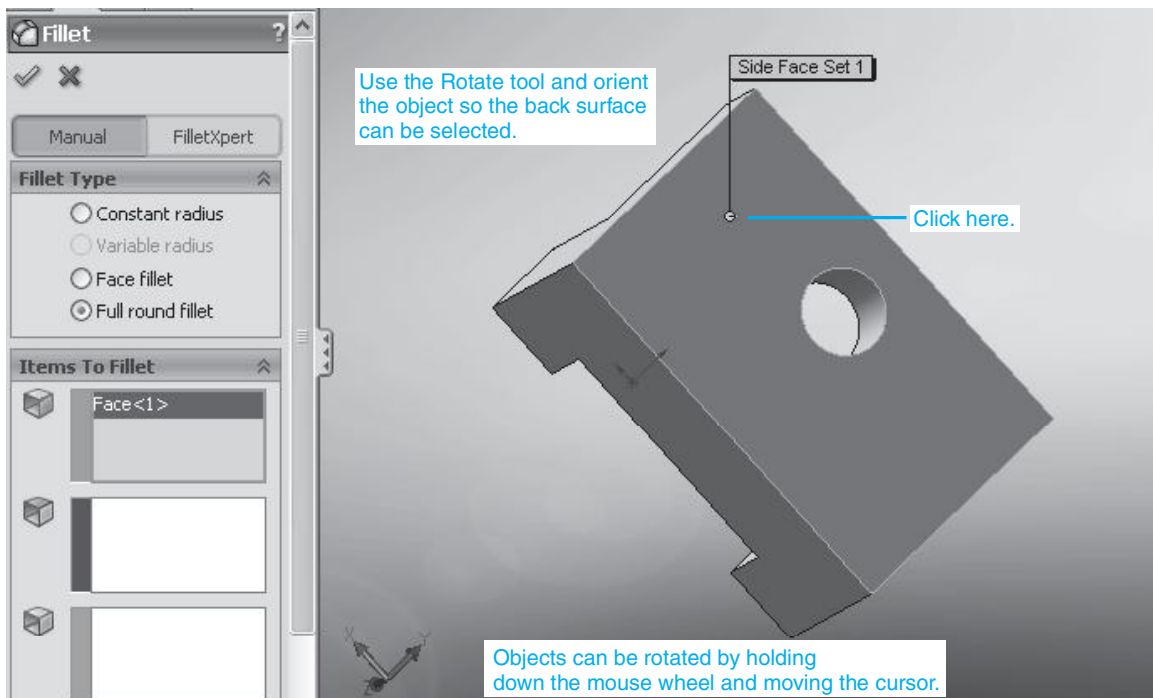 Fillet ?
Manual FilletXpert
Fillet Type
Constant radius
Variable radius
Face fillet
Full round fillet
Items To Fillet
Face<1>
Use the Rotate tool and orient
the object so the back surface
can be selected.
Side Face Set 1
Click here.
Objects can be rotated by holding
down the mouse wheel and moving the cursor.
X
Y
Z